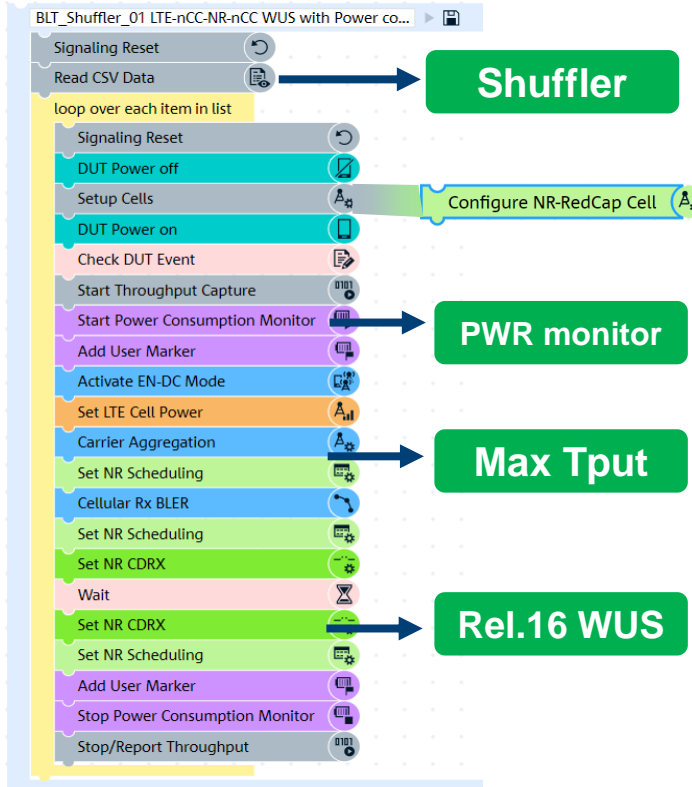 BLT_Shuffler_01 LTE-nCC-NR-nCC WUS with Power co...
Signaling Reset
Read CSV Data
Shuffler
loop over each item in list
Signaling Reset
DUT Power off
Setup Cells
Configure NR-RedCap Cell
DUT Power on
Check DUT Event
Start Throughput Capture
Start Power Consumption Monitor
PWR monitor
Add User Marker
Activate EN-DC Mode
Set LTE Cell Power
Carrier Aggregation
Max Tput
Set NR Scheduling
Cellular Rx BLER
Set NR Scheduling
Set NR CDRX
Wait
Set NR CDRX
Rel.16 WUS
Set NR Scheduling
Add User Marker
Stop Power Consumption Monitor
Stop/Report Throughput